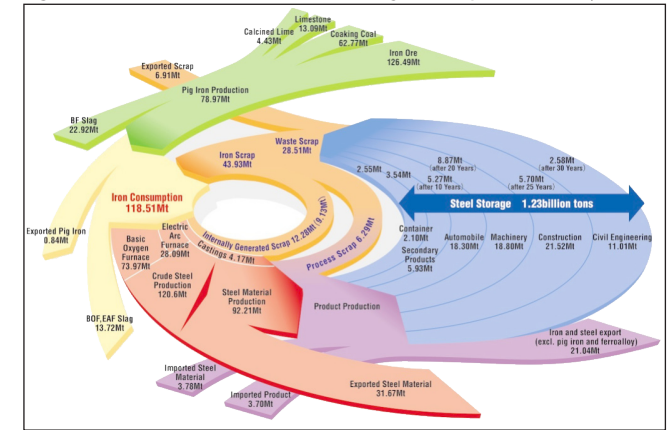 Limestone
13.09Mt
Calcined Lime
4.43Mt
Coaking Coal
62.77Mt
Iron Ore
126.49Mt
Exported Scrap
6.91Mt
Pig Iron Production
78.97Mt
BF Slag
22.92Mt
Waste Scrap
28.51Mt
Iron Scrap
43.93Mt
2.55Mt
3.54Mt
8.87Mt
(after 20 Years)
5.27Mt
(after 10 Years)
2.58Mt
(after 30 Years)
5.70Mt
(after 25 Years)
Iron Consumption
118.51Mt
Steel Storage 1.23billion tons
Exported Pig Iron
0.84Mt
Basic
Oxygen
Furnace
73.97Mt
Electric
Arc
Furnace
28.09Mt
Internally Generated Scrap 12.28Mt (9.13Mt)
Castings 4.17Mt
Process Scrap 6.29Mt
Container
2.10Mt
Secondary
Products
5.93Mt
Automobile
18.30Mt
Machinery
18.80Mt
Construction
21.52Mt
Civil Engineering
11.01Mt
Crude Steel
Production
120.6Mt
Steel Material
Production
92.21Mt
Product Production
BOF,EAF Slag
13.72Mt
Iron and steel export
(excl. pig iron and ferroalloy)
21.04Mt
Imported Steel
Material
3.78Mt
Imported Product
3.70Mt
Exported Steel Material
31.67Mt